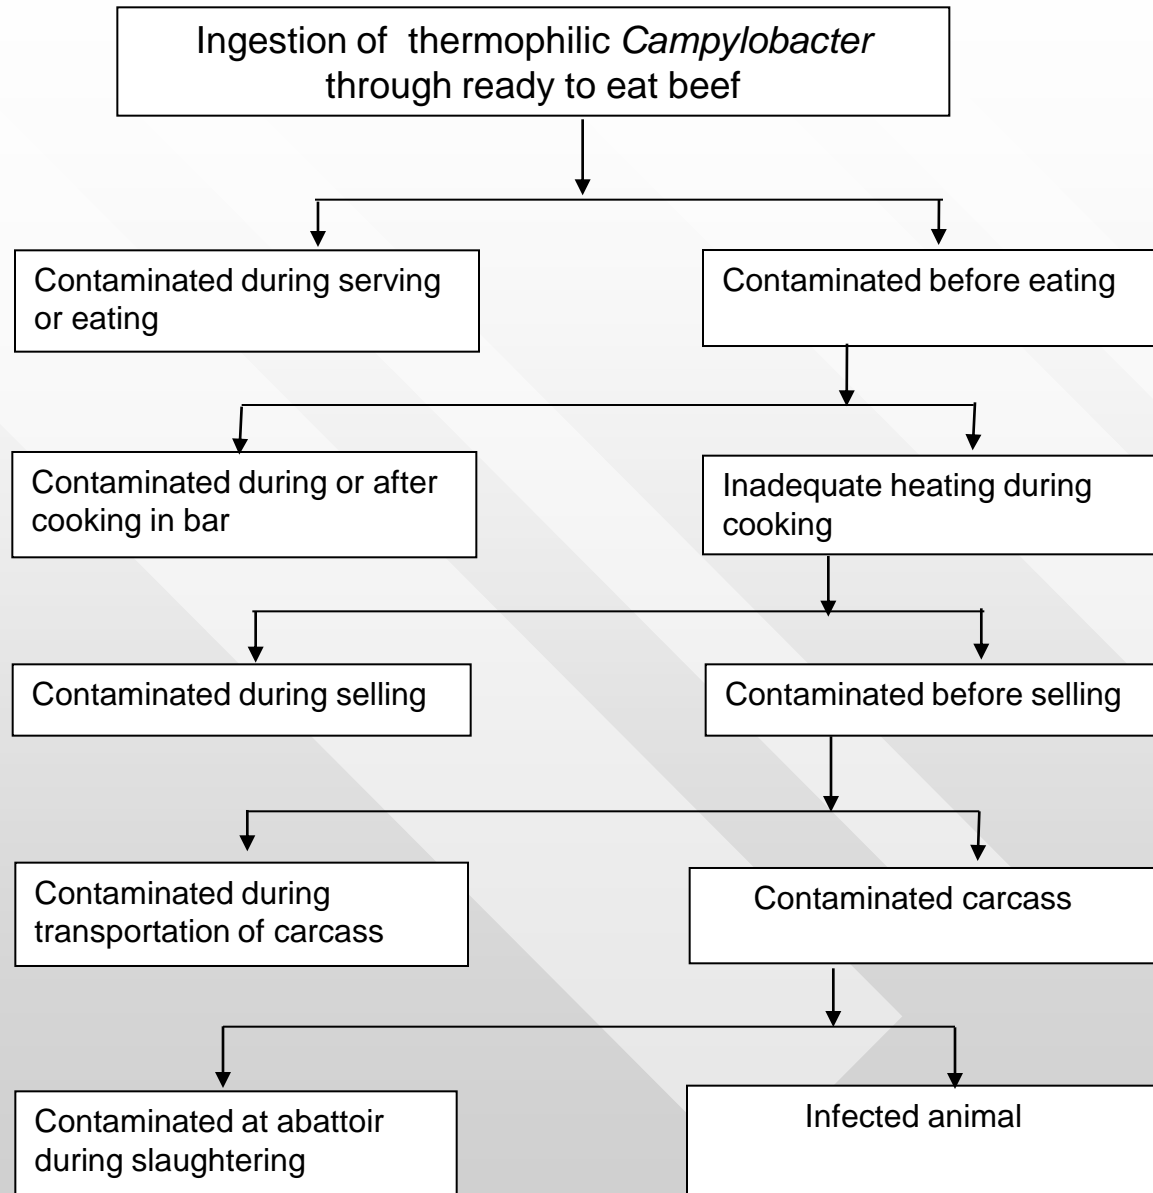 Ingestion of thermophilic Campylobacter
through ready to eat beef
Contaminated during serving
or eating
Contaminated before eating
Contaminated during or after
cooking in bar
Inadequate heating during
cooking
Contaminated during selling
Contaminated before selling
Contaminated during
transportation of carcass
Contaminated carcass
Contaminated at abattoir
during slaughtering
Infected animal